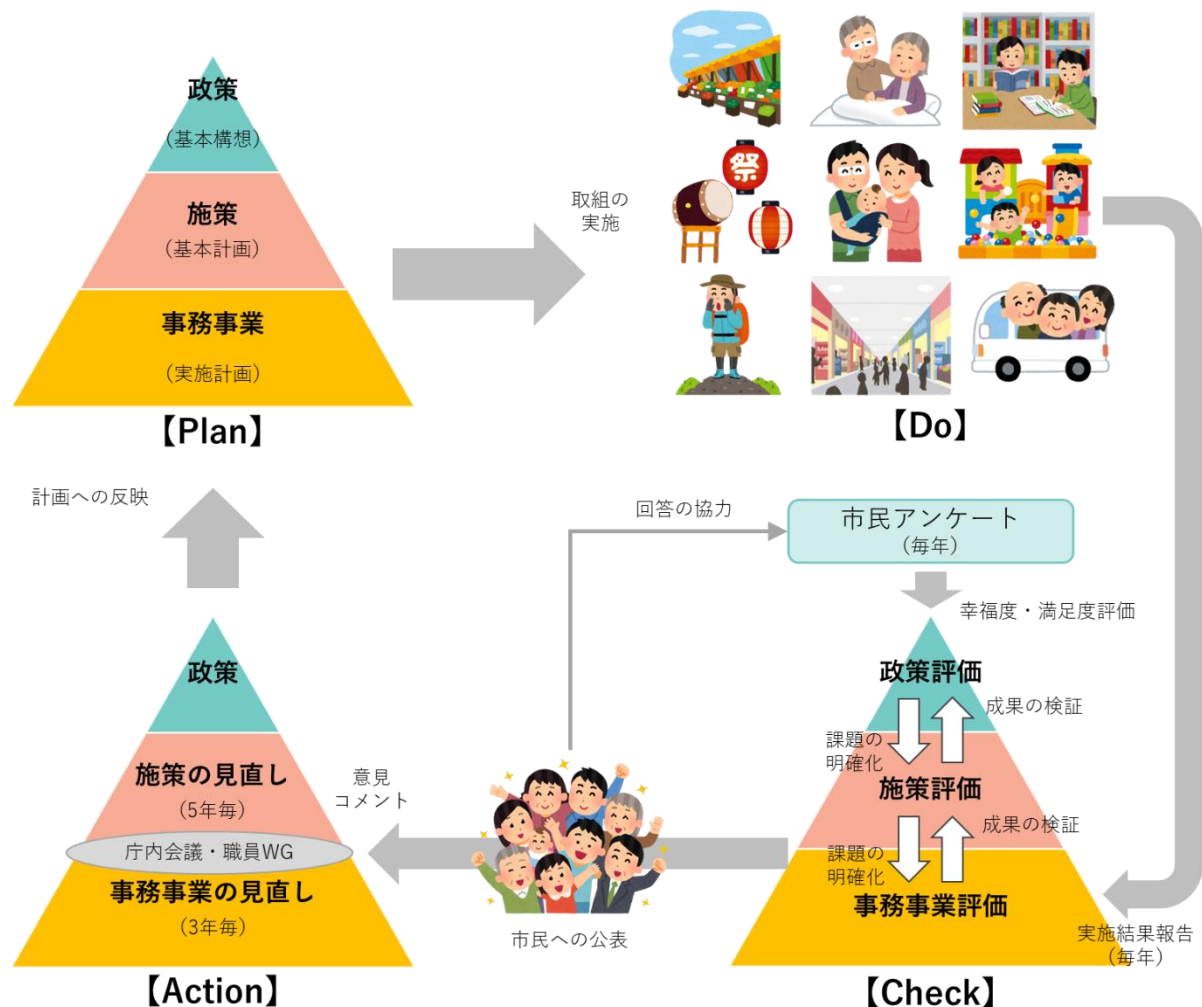 政策
(基本構想)
施策
(基本計画)
事務事業
(実施計画)
【Plan】
取組の
実施
祭
【Do】
計画への反映
回答の協力
市民アンケート
(毎年)
幸福度・満足度評価
政策
施策の見直し
(5年毎)
庁内会議・職員WG
事務事業の見直し
(3年毎)
【Action】
意見
コメント
市民への公表
政策評価
成果の検証
課題の
明確化
施策評価
成果の検証
課題の
明確化
事務事業評価
実施結果報告
(毎年)
【Check】